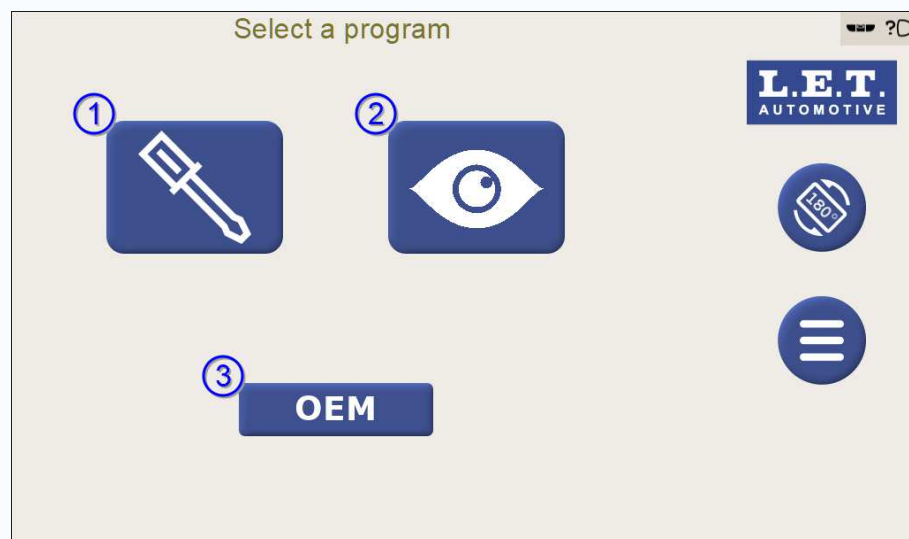 Select a program
?
L.E.T.
AUTOMOTIVE
1
2
180°
3
OEM